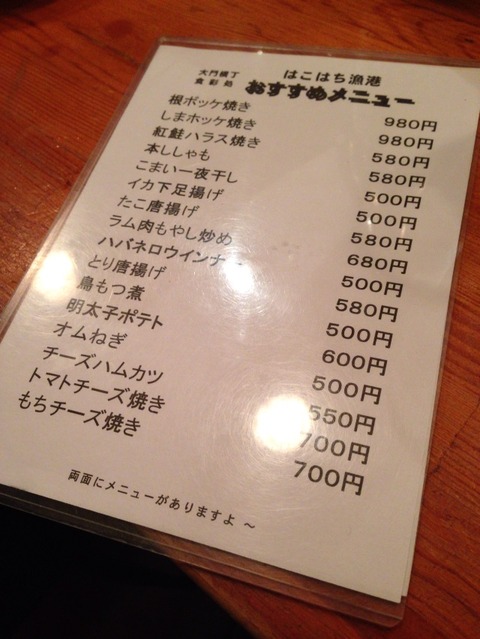 大門横丁
食彩処
はこはち漁港
おすすめメニュー
根ボッケ焼き 980円
しまホッケ焼き 980円
紅鮭ハラス焼き 580円
本ししゃも 580円
こまい一夜干し 500円
イカ下足揚げ 500円
たこ唐揚げ 580円
ラム肉もやし炒め 680円
ハバネロウインナー 500円
とり唐揚げ 580円
鳥もつ煮 500円
明太子ポテト 600円
オムねぎ 500円
チーズハムカツ 550円
トマトチーズ焼き 700円
もちチーズ焼き 700円
両面にメニューがありますよ ～